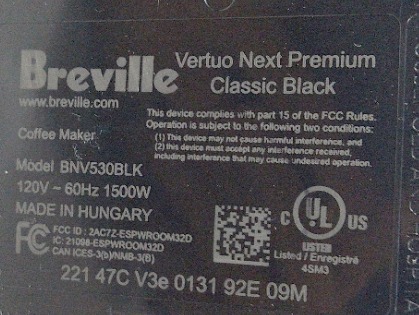 Breville
Vertuo Next Premium
Classic Black
www.breville.com
This device complies with part 15 of the FCC Rules.
Operation is subject to the following two conditions:
(1) This device may not cause harmful interference, and
(2) this device must accept any interference received,
including interference that may cause undesired operation.
Coffee Maker
Model BNV530BLK
120V ~ 60Hz 1500W
MADE IN HUNGARY
FC FCC ID : 2AC7Z-ESPWROOM32D
IC: 21098-ESPWROOM32D
CAN ICES-3(b)/NMB-3(B)
C UL US
LISTED
Listed / Enregistré
4SM3
221 47C V3e 0131 92E 09M